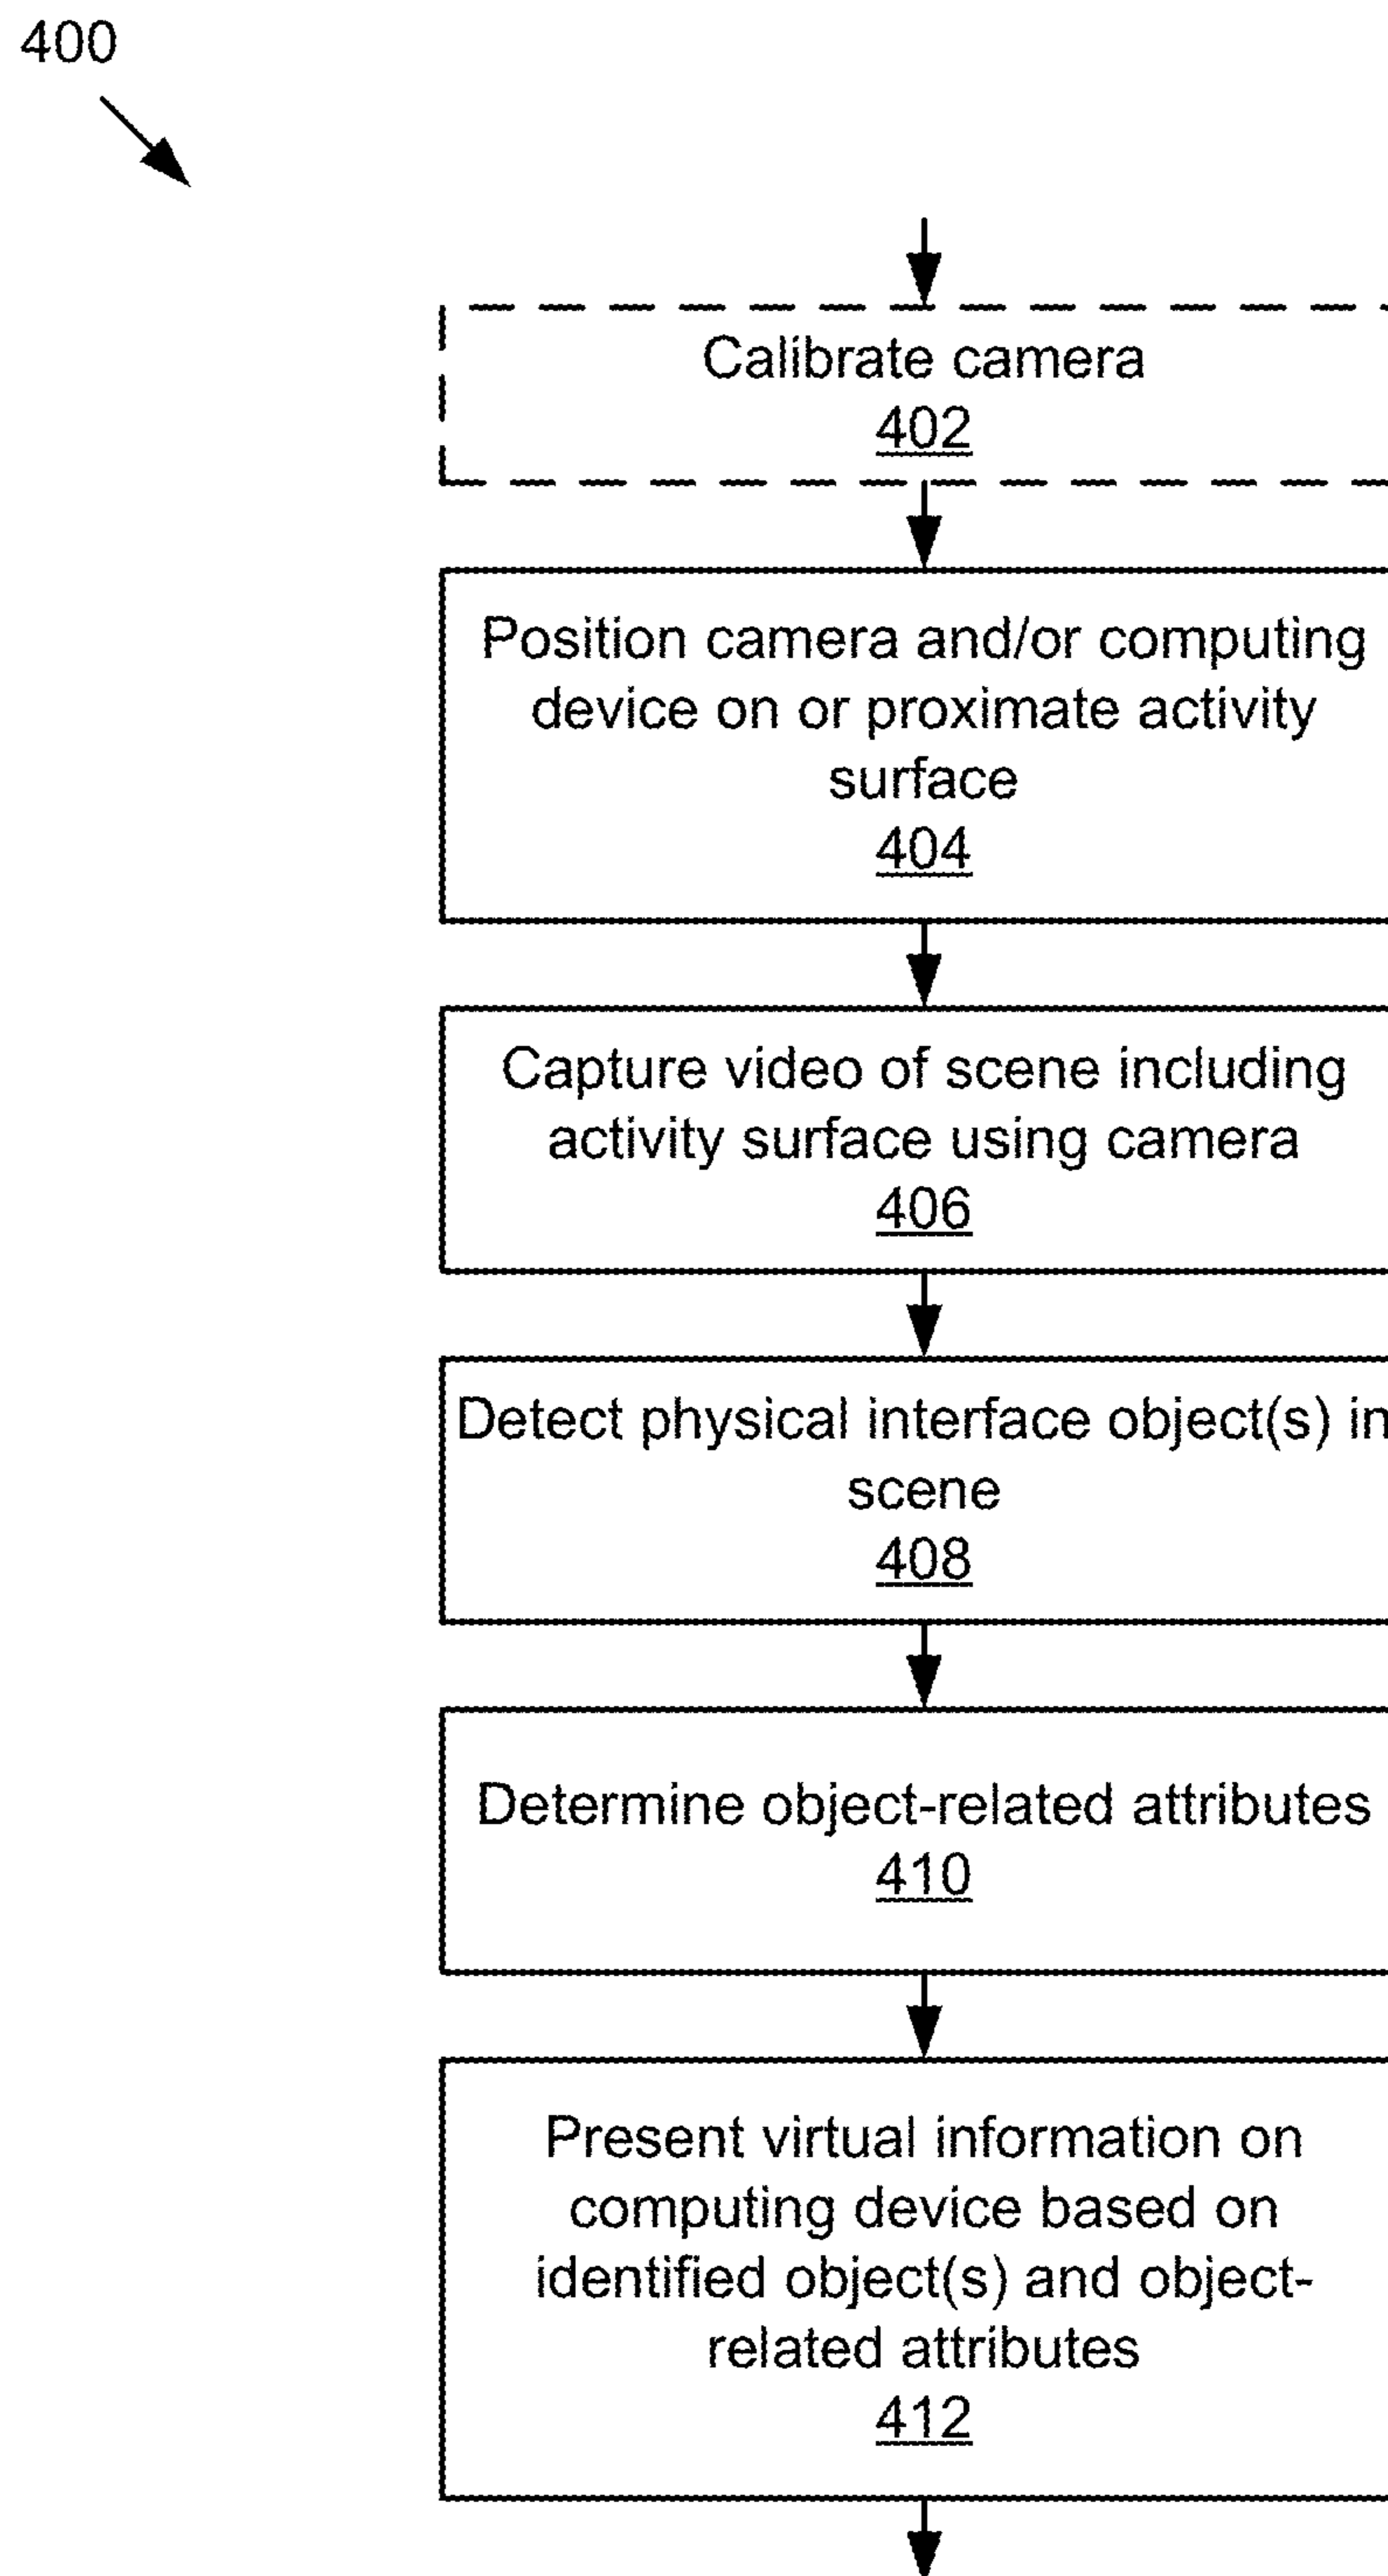 400
Calibrate camera
402
Position camera and/or computing
device on or proximate activity
surface
404
Capture video of scene including
activity surface using camera
406
Detect physical interface object(s) in
scene
408
Determine object-related attributes
410
Present virtual information on
computing device based on
identified object(s) and object-
related attributes
412